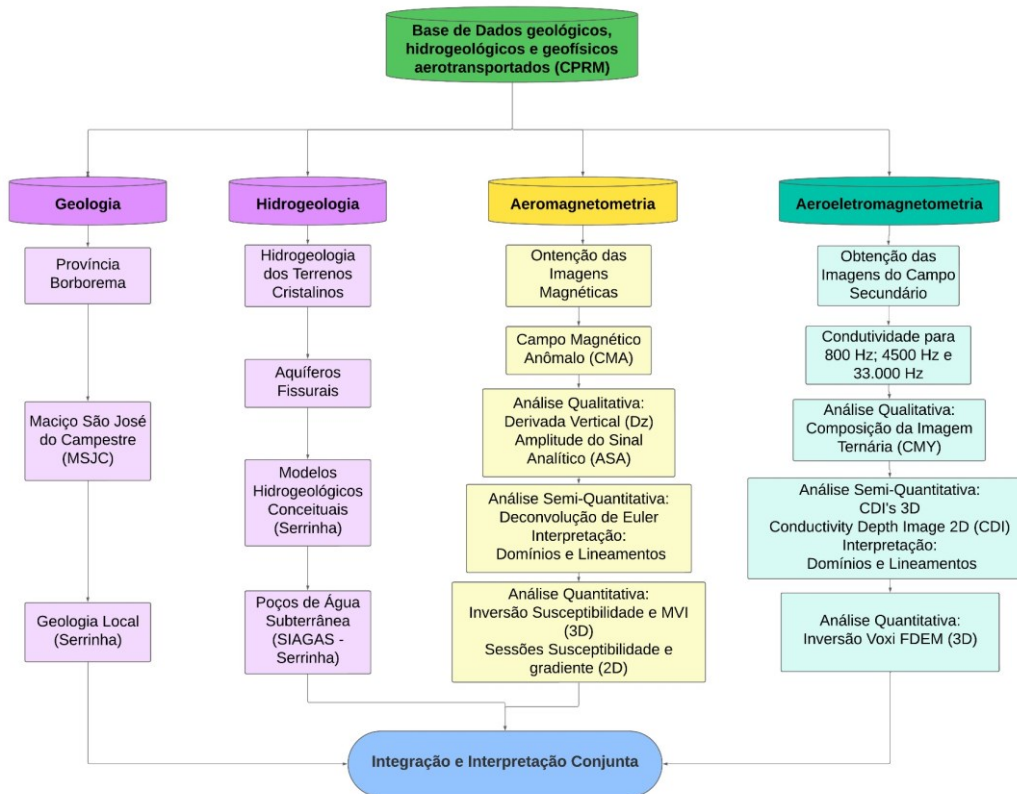 Base de Dados geológicos,
hidrogeológicos e geofísicos
aerotransportados (CPRM)
Geologia
Província
Borborema
Maciço São José
do Campestre
(MSJC)
Geologia Local
(Serrinha)
Hidrogeologia
Hidrogeologia
dos Terrenos
Cristalinos
Aquíferos
Fissurais
Modelos
Hidrogeológicos
Conceituais
(Serrinha)
Poços de Água
Subterrânea
(SIAGAS -
Serrinha)
Aeromagnetometria
Ontenção das
Imagens
Magnéticas
Campo Magnético
Anômalo (CMA)
Análise Qualitativa:
Derivada Vertical (Dz)
Amplitude do Sinal
Analítico (ASA)
Análise Semi-Quantitativa:
Deconvolução de Euler
Interpretação:
Domínios e Lineamentos
Análise Quantitativa:
Inversão Susceptibilidade e MVI
(3D)
Sessões Susceptibilidade e
gradiente (2D)
Aeroeletromagnetometria
Obtenção das
Imagens do Campo
Secundário
Condutividade para
800 Hz; 4500 Hz e
33.000 Hz
Análise Qualitativa:
Composição da Imagem
Ternária (CMY)
Análise Semi-Quantitativa:
CDI's 3D
Conductivity Depth Image 2D (CDI)
Interpretação:
Domínios e Lineamentos
Análise Quantitativa:
Inversão Voxi FDEM (3D)
Integração e Interpretação Conjunta